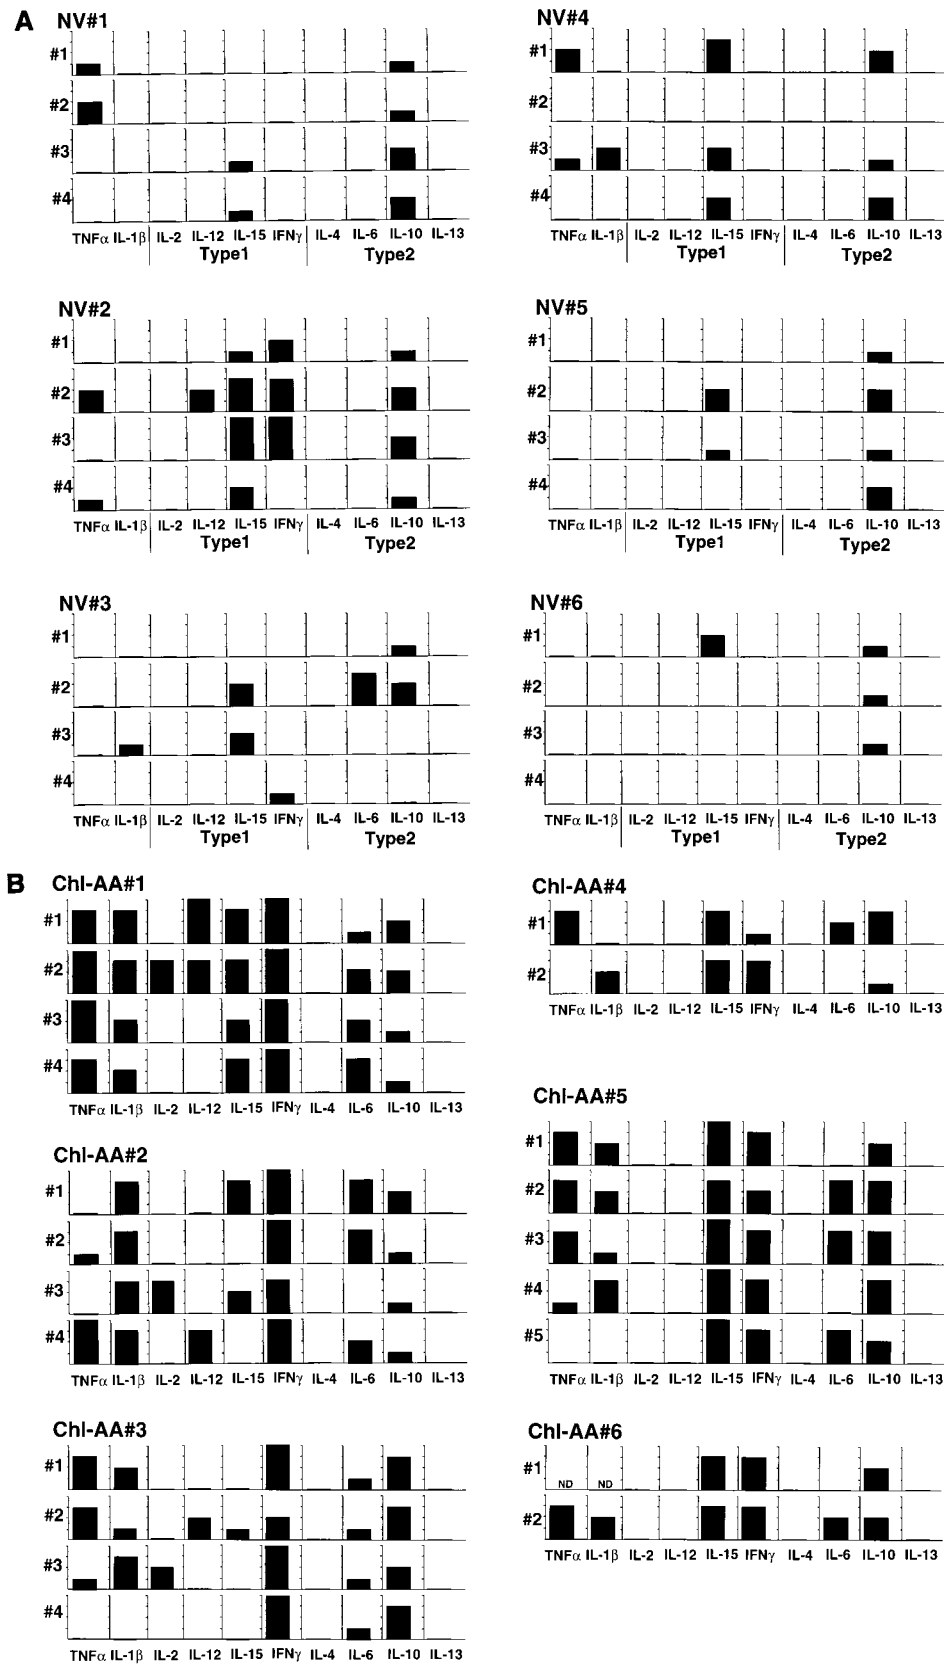 A
NV#1
#1
#2
#3
#4
TNFα IL-1β IL-2 IL-12 IL-15 IFNγ IL-4 IL-6 IL-10 IL-13
Type1 Type2
NV#2
#1
#2
#3
#4
TNFα IL-1β IL-2 IL-12 IL-15 IFNγ IL-4 IL-6 IL-10 IL-13
Type1 Type2
NV#3
#1
#2
#3
#4
TNFα IL-1β IL-2 IL-12 IL-15 IFNγ IL-4 IL-6 IL-10 IL-13
Type1 Type2
NV#4
#1
#2
#3
#4
TNFα IL-1β IL-2 IL-12 IL-15 IFNγ IL-4 IL-6 IL-10 IL-13
Type1 Type2
NV#5
#1
#2
#3
#4
TNFα IL-1β IL-2 IL-12 IL-15 IFNγ IL-4 IL-6 IL-10 IL-13
Type1 Type2
NV#6
#1
#2
#3
#4
TNFα IL-1β IL-2 IL-12 IL-15 IFNγ IL-4 IL-6 IL-10 IL-13
Type1 Type2
B
Chl-AA#1
#1
#2
#3
#4
TNFα IL-1β IL-2 IL-12 IL-15 IFNγ IL-4 IL-6 IL-10 IL-13
Chl-AA#2
#1
#2
#3
#4
TNFα IL-1β IL-2 IL-12 IL-15 IFNγ IL-4 IL-6 IL-10 IL-13
Chl-AA#3
#1
#2
#3
#4
TNFα IL-1β IL-2 IL-12 IL-15 IFNγ IL-4 IL-6 IL-10 IL-13
Chl-AA#4
#1
#2
TNFα IL-1β IL-2 IL-12 IL-15 IFNγ IL-4 IL-6 IL-10 IL-13
Chl-AA#5
#1
#2
#3
#4
#5
TNFα IL-1β IL-2 IL-12 IL-15 IFNγ IL-4 IL-6 IL-10 IL-13
Chl-AA#6
#1
ND ND
#2
TNFα IL-1β IL-2 IL-12 IL-15 IFNγ IL-4 IL-6 IL-10 IL-13